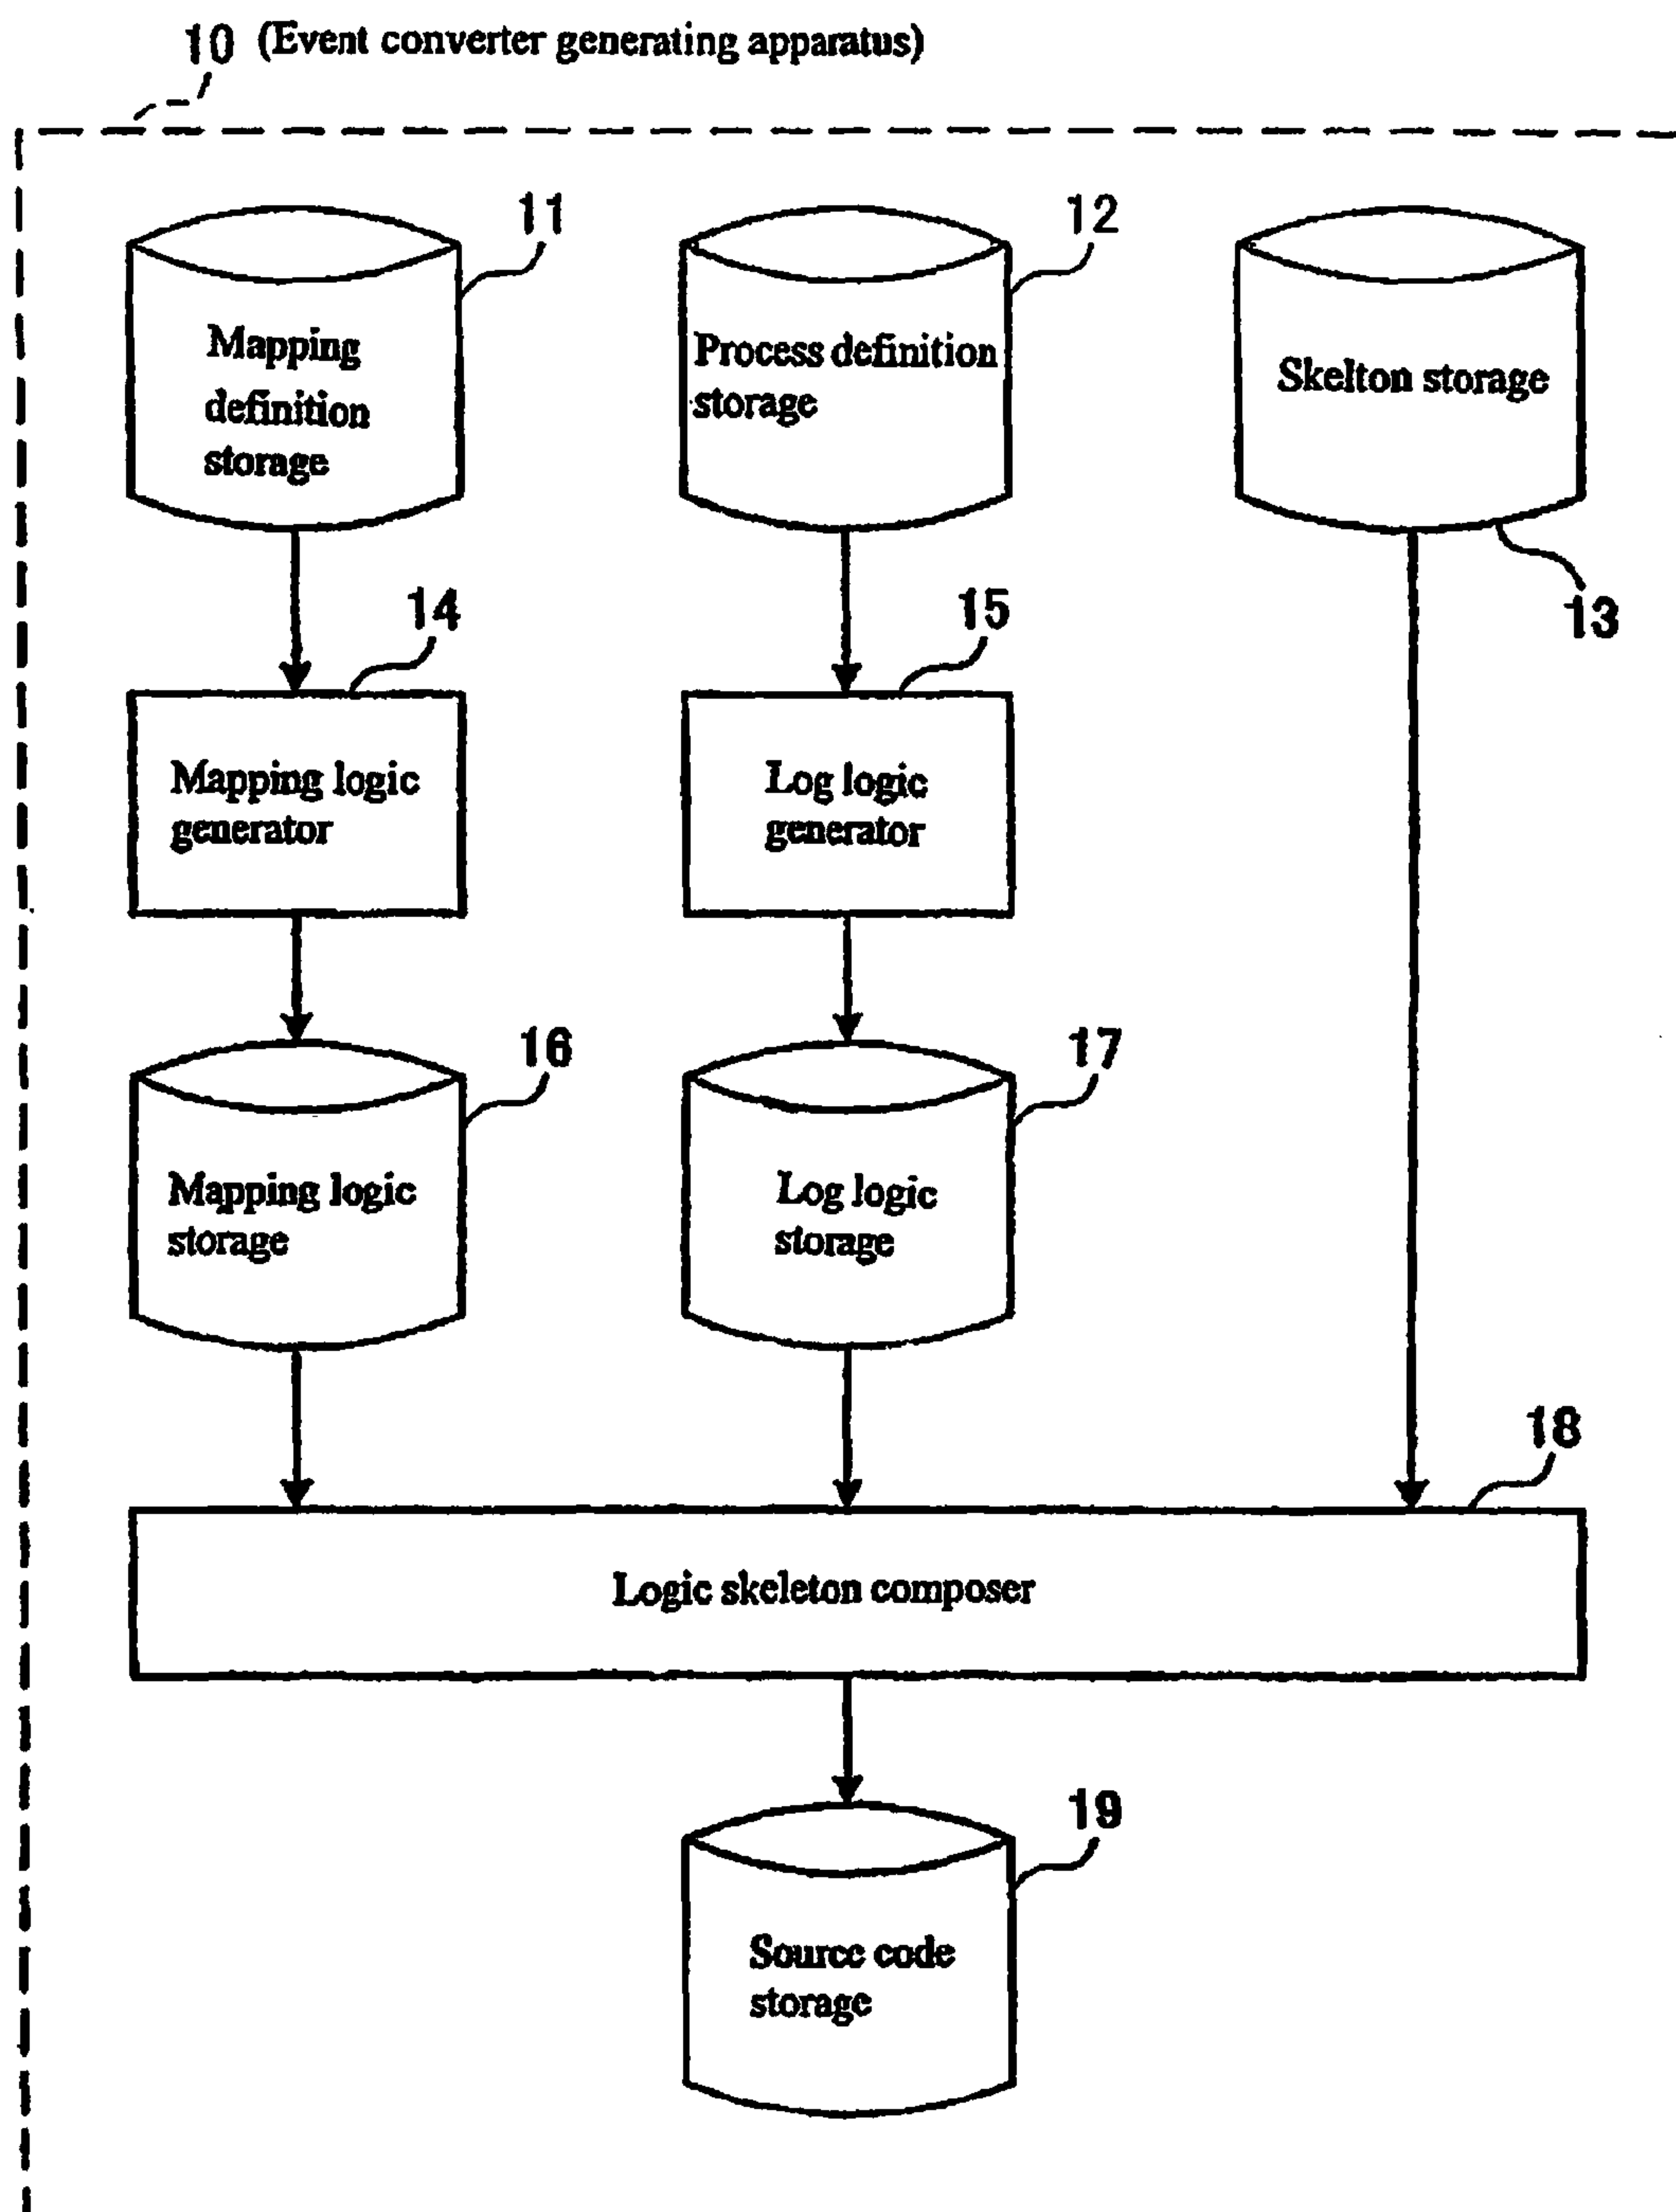 10 (Event converter generating apparatus)
11
12
Mapping
definition
storage
Process definition
storage
Skelton storage
13
14
15
Mapping logic
generator
Log logic
generator
16
17
Mapping logic
storage
Log logic
storage
18
Logic skeleton composer
19
Source code
storage